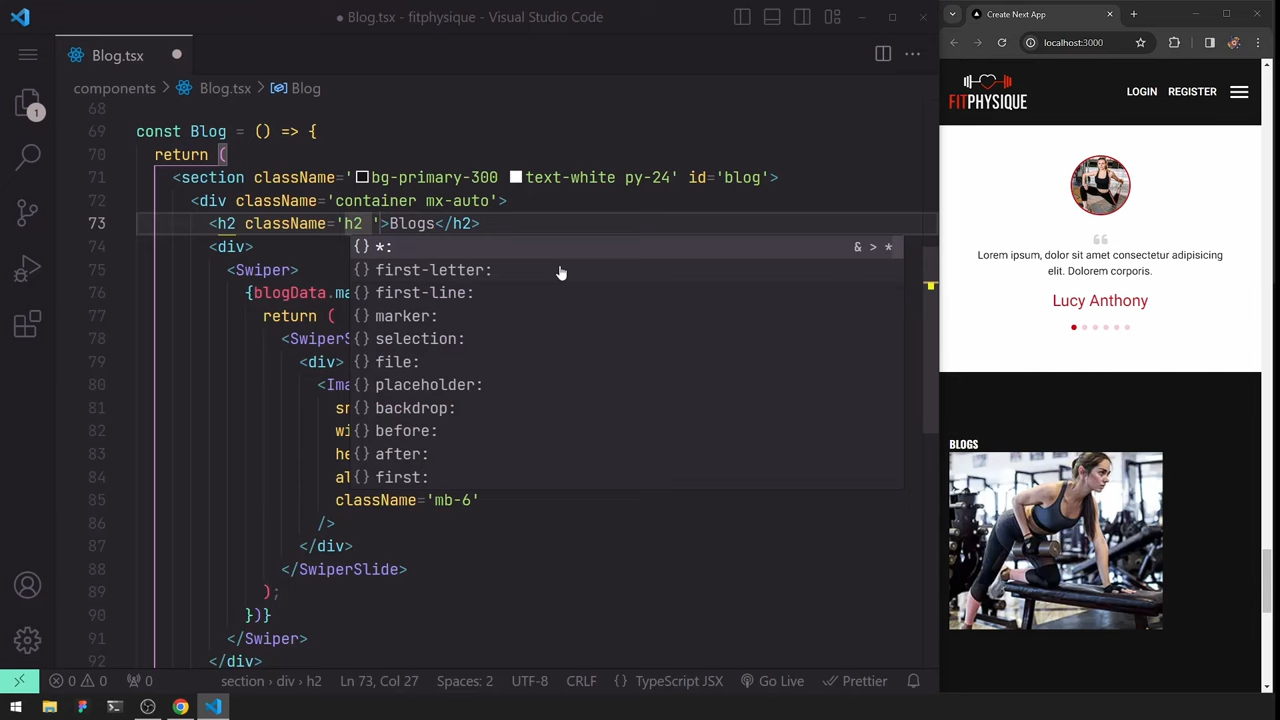 Blog.tsx - fitphysique - Visual Studio Code
Blog.tsx
components > Blog.tsx > Blog
1
68
69 const Blog = () => {
70 return (
71 <section className='bg-primary-300 text-white py-24' id='blog'>
72 <div className='container mx-auto'>
73 <h2 className='h2 '>Blogs</h2>
74 <div>
75 <Swiper>
76 {blogData.ma
77 return (
78 <SwiperS
79 <div>
80 <Ima
81 sr
82 wi
83 he
84 al
85 className='mb-6'
86 />
87 </div>
88 </SwiperSlide>
89 );
90 })}
91 </Swiper>
92 </div>
{} *: & > *
{} first-letter:
{} first-line:
{} marker:
{} selection:
{} file:
{} placeholder:
{} backdrop:
{} before:
{} after:
{} first:
0 0 0 section > div > h2 Ln 73, Col 27 Spaces: 2 UTF-8 CRLF {} TypeScript JSX Go Live Prettier
Create Next App
localhost:3000
FITPHYSIQUE
LOGIN REGISTER
Lorem ipsum, dolor sit amet consectetur adipisicing
elit. Dolorem corporis.
Lucy Anthony
BLOGS